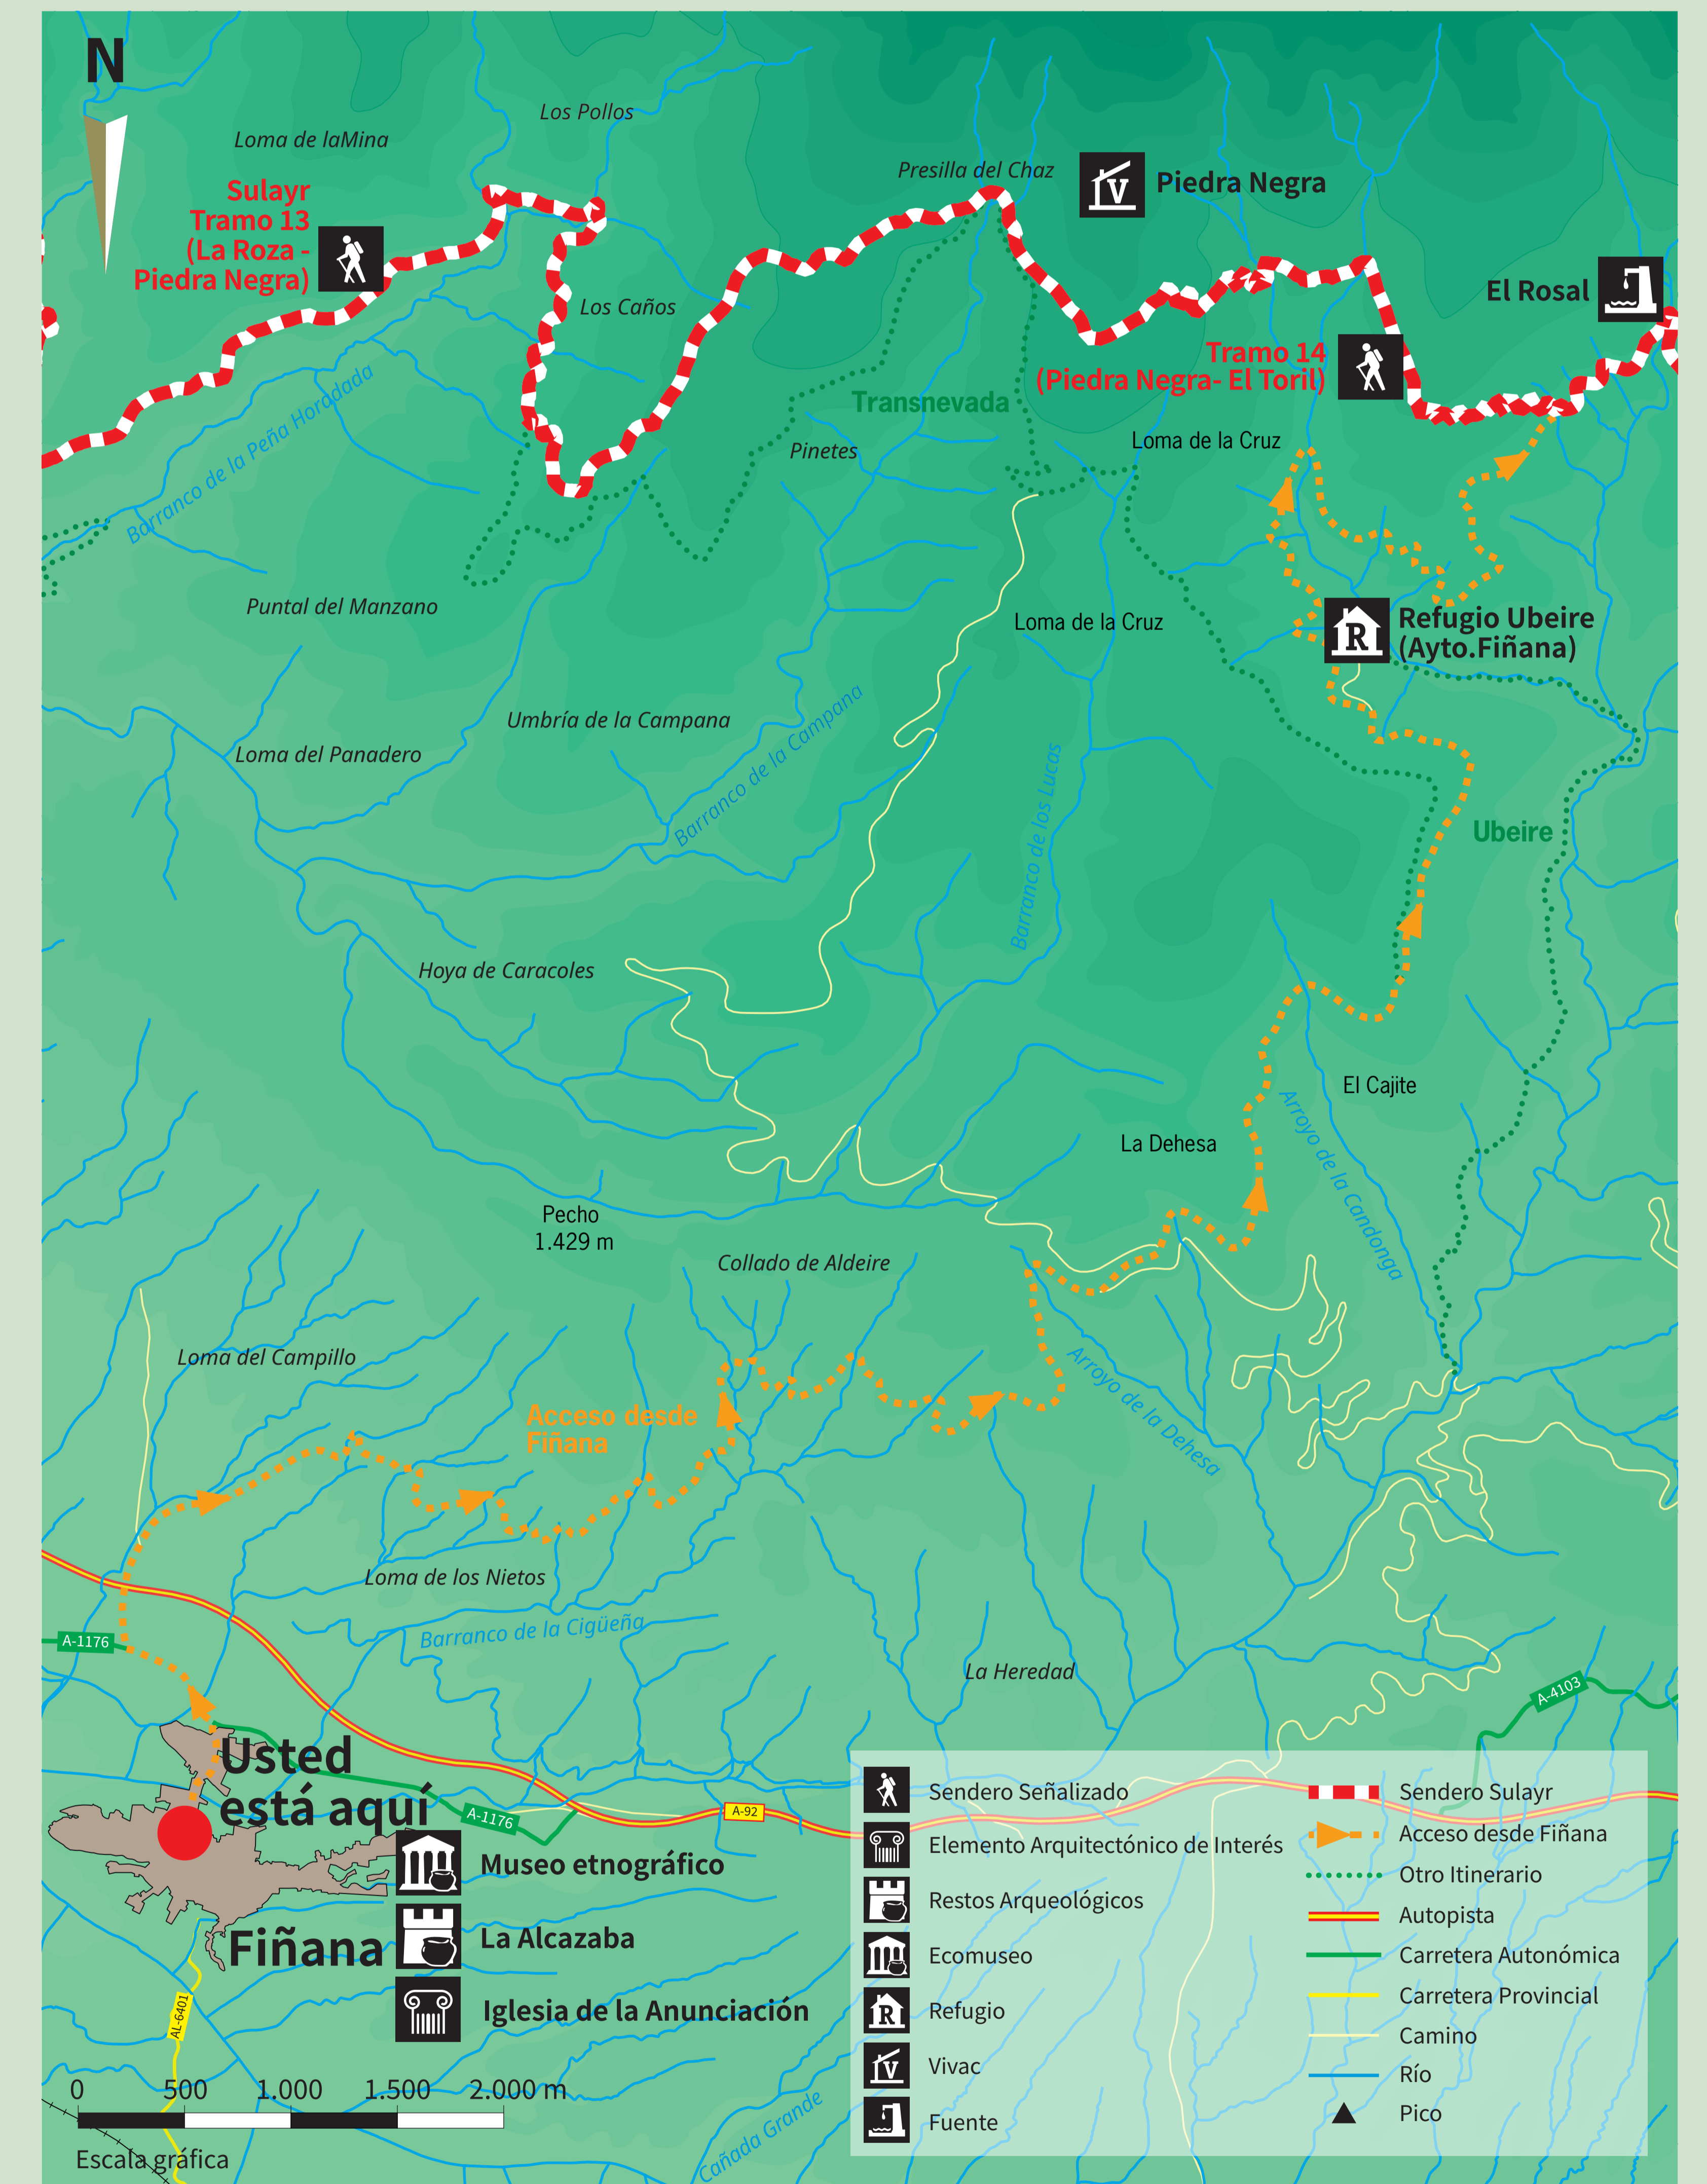 N
Los Pollos
Loma de laMina
Presilla del Chaz
V
Piedra Negra
Sulayr
Tramo 13
(La Roza -
Piedra Negra)
El Rosal
Los Caños
Tramo 14
(Piedra Negra- El Toril)
Transnevada
Barranco de la Peña Horadada
Pinetes
Loma de la Cruz
Puntal del Manzano
Loma de la Cruz
R
Refugio Ubeire
(Ayto.Fiñana)
Umbría de la Campana
Loma del Panadero
Barranco de la Campana
Barranco de los Lucas
Ubeire
Hoya de Caracoles
El Cajite
Arroyo de la Candonga
La Dehesa
Pecho
1.429 m
Collado de Aldeire
Loma del Campillo
Arroyo de la Dehesa
Acceso desde
Fiñana
Loma de los Nietos
Barranco de la Cigüeña
A-1176
La Heredad
A-4103
Usted
está aquí
A-1176
A-92
Museo etnográfico
La Alcazaba
Fiñana
Iglesia de la Anunciación
AL-6401
0 500 1.000 1.500 2.000 m
Escala gráfica
Cañada Grande
Sendero Señalizado
Elemento Arquitectónico de Interés
Restos Arqueológicos
Ecomuseo
R
Refugio
V
Vivac
Fuente
Sendero Sulayr
Acceso desde Fiñana
Otro Itinerario
Autopista
Carretera Autonómica
Carretera Provincial
Camino
Río
Pico